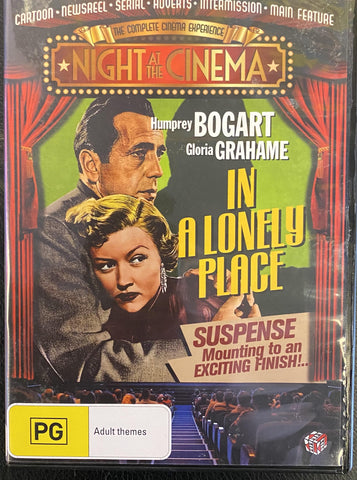 CARTOON • NEWSREEL • SERIAL • ADVERTS • INTERMISSION • MAIN FEATURE
THE COMPLETE CINEMA EXPERIENCE
NIGHT AT THE CINEMA
Humphrey BOGART
Gloria GRAHAME
IN
A LONELY
PLACE
SUSPENSE
Mounting to an
EXCITING FINISH!..
PG
Adult themes